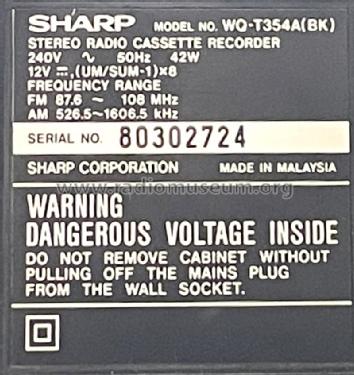 SHARP MODEL NO. WQ-T354A(BK)
STEREO RADIO CASSETTE RECORDER
240V ~ 50Hz 42W
12V ⎓, (UM/SUM-1)×8
FREQUENCY RANGE
FM 87.6 ~ 108 MHz
AM 526.5~1606.5 kHz
SERIAL NO. 80302724
SHARP CORPORATION MADE IN MALAYSIA
www.radiomuseum.org
WARNING
DANGEROUS VOLTAGE INSIDE
DO NOT REMOVE CABINET WITHOUT
PULLING OFF THE MAINS PLUG
FROM THE WALL SOCKET.